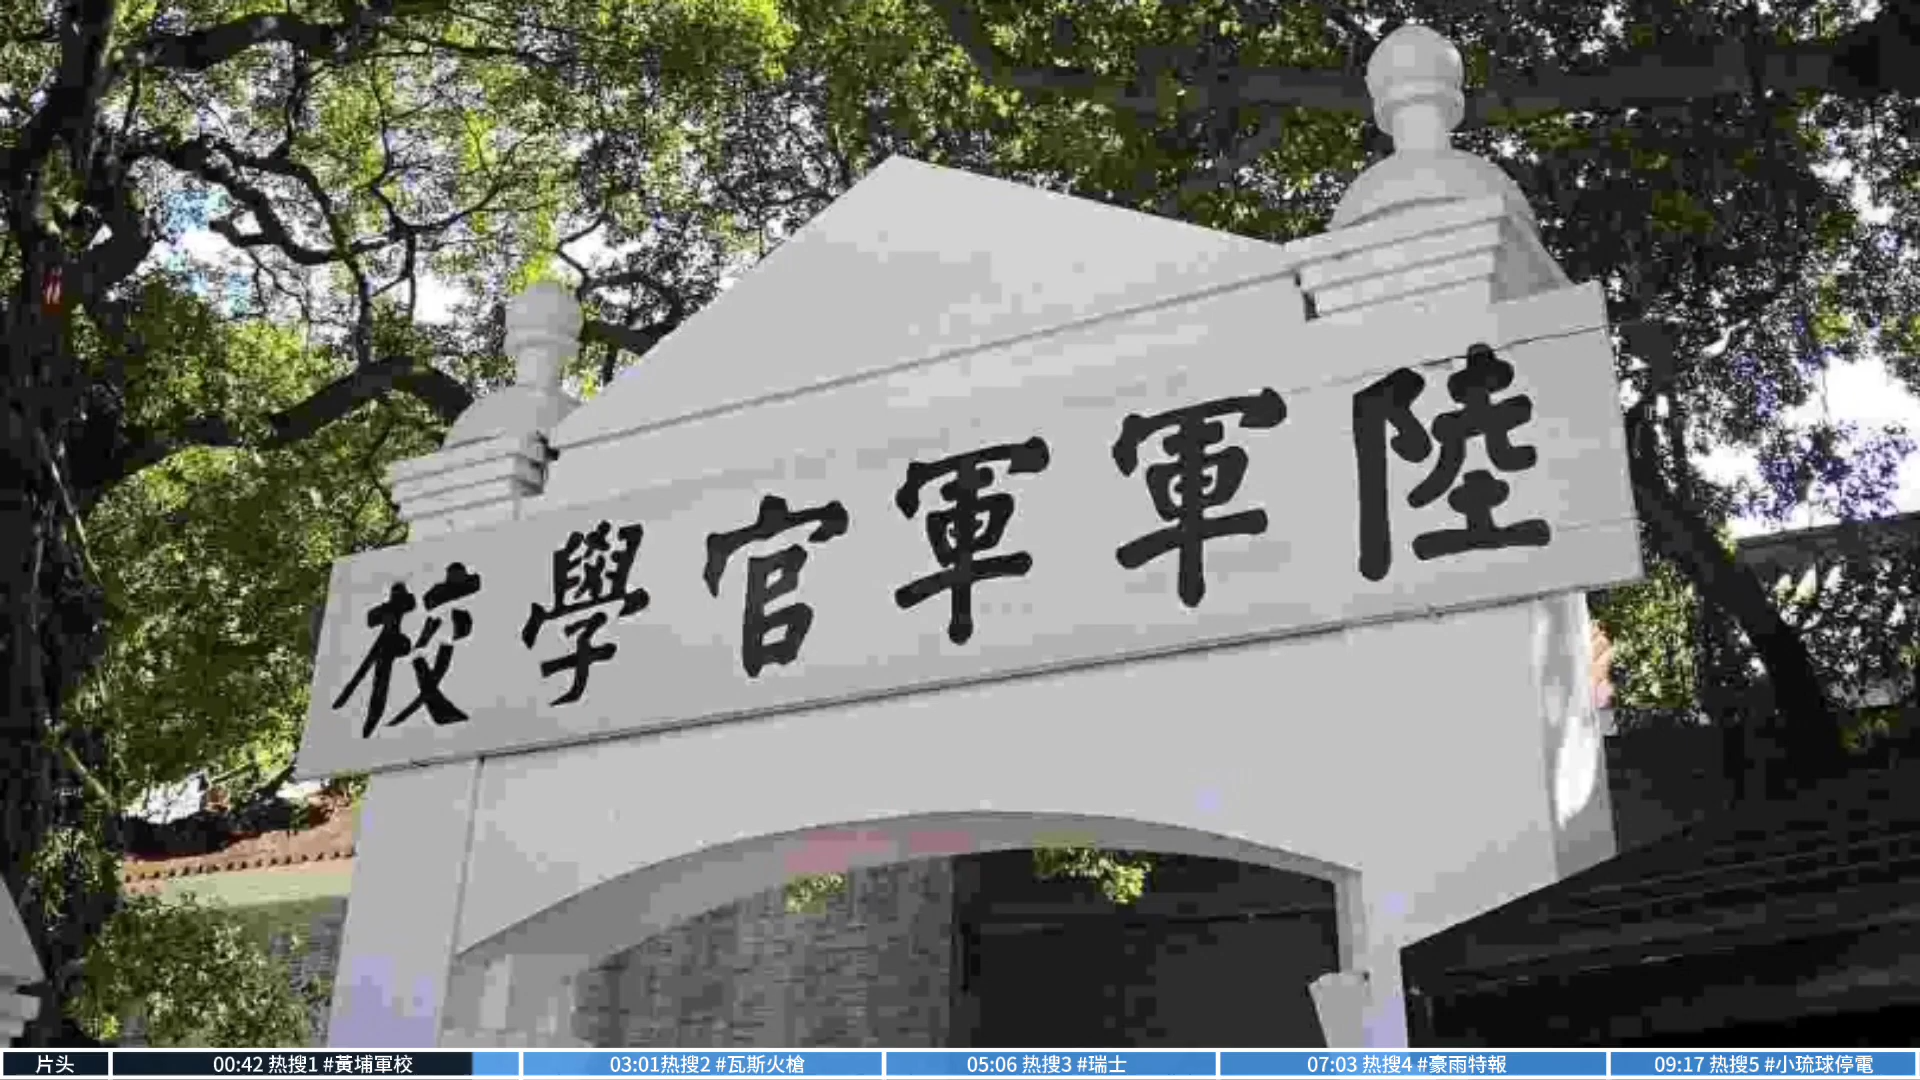 陸軍軍官學校
片头
00:42 热搜1 #黃埔軍校
03:01热搜2 #瓦斯火槍
05:06 热搜3 #瑞士
07:03 热搜4 #豪雨特報
09:17 热搜5 #小琉球停電